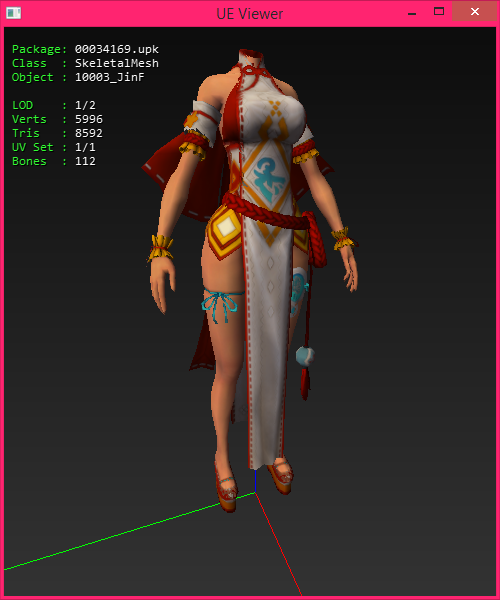 UE Viewer
Package: 00034169.upk
Class  : SkeletalMesh
Object : 10003_JinF
LOD    : 1/2
Verts  : 5996
Tris   : 8592
UV Set : 1/1
Bones  : 112